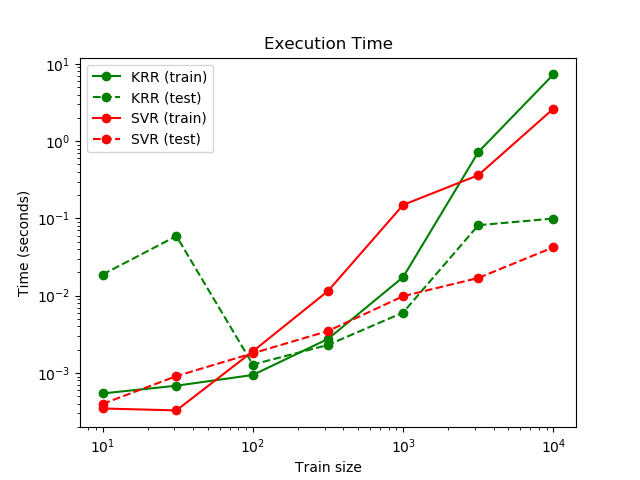 Execution Time
KRR (train)
KRR (test)
SVR (train)
SVR (test)
Time (seconds)
10¹
10⁰
10⁻¹
10⁻²
10⁻³
10¹ 10² 10³ 10⁴
Train size